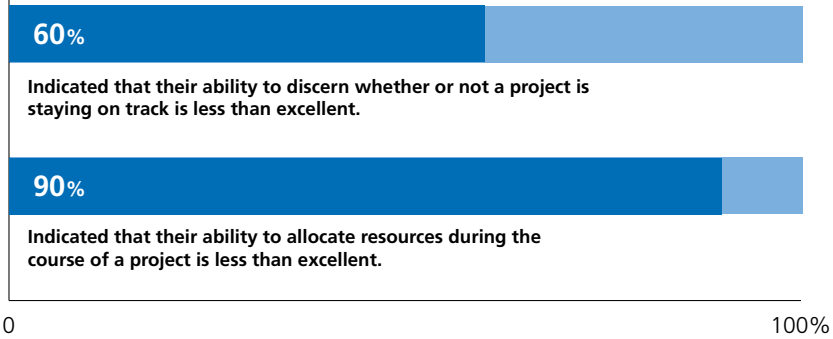 60%
Indicated that their ability to discern whether or not a project is
staying on track is less than excellent.
90%
Indicated that their ability to allocate resources during the
course of a project is less than excellent.
0 100%